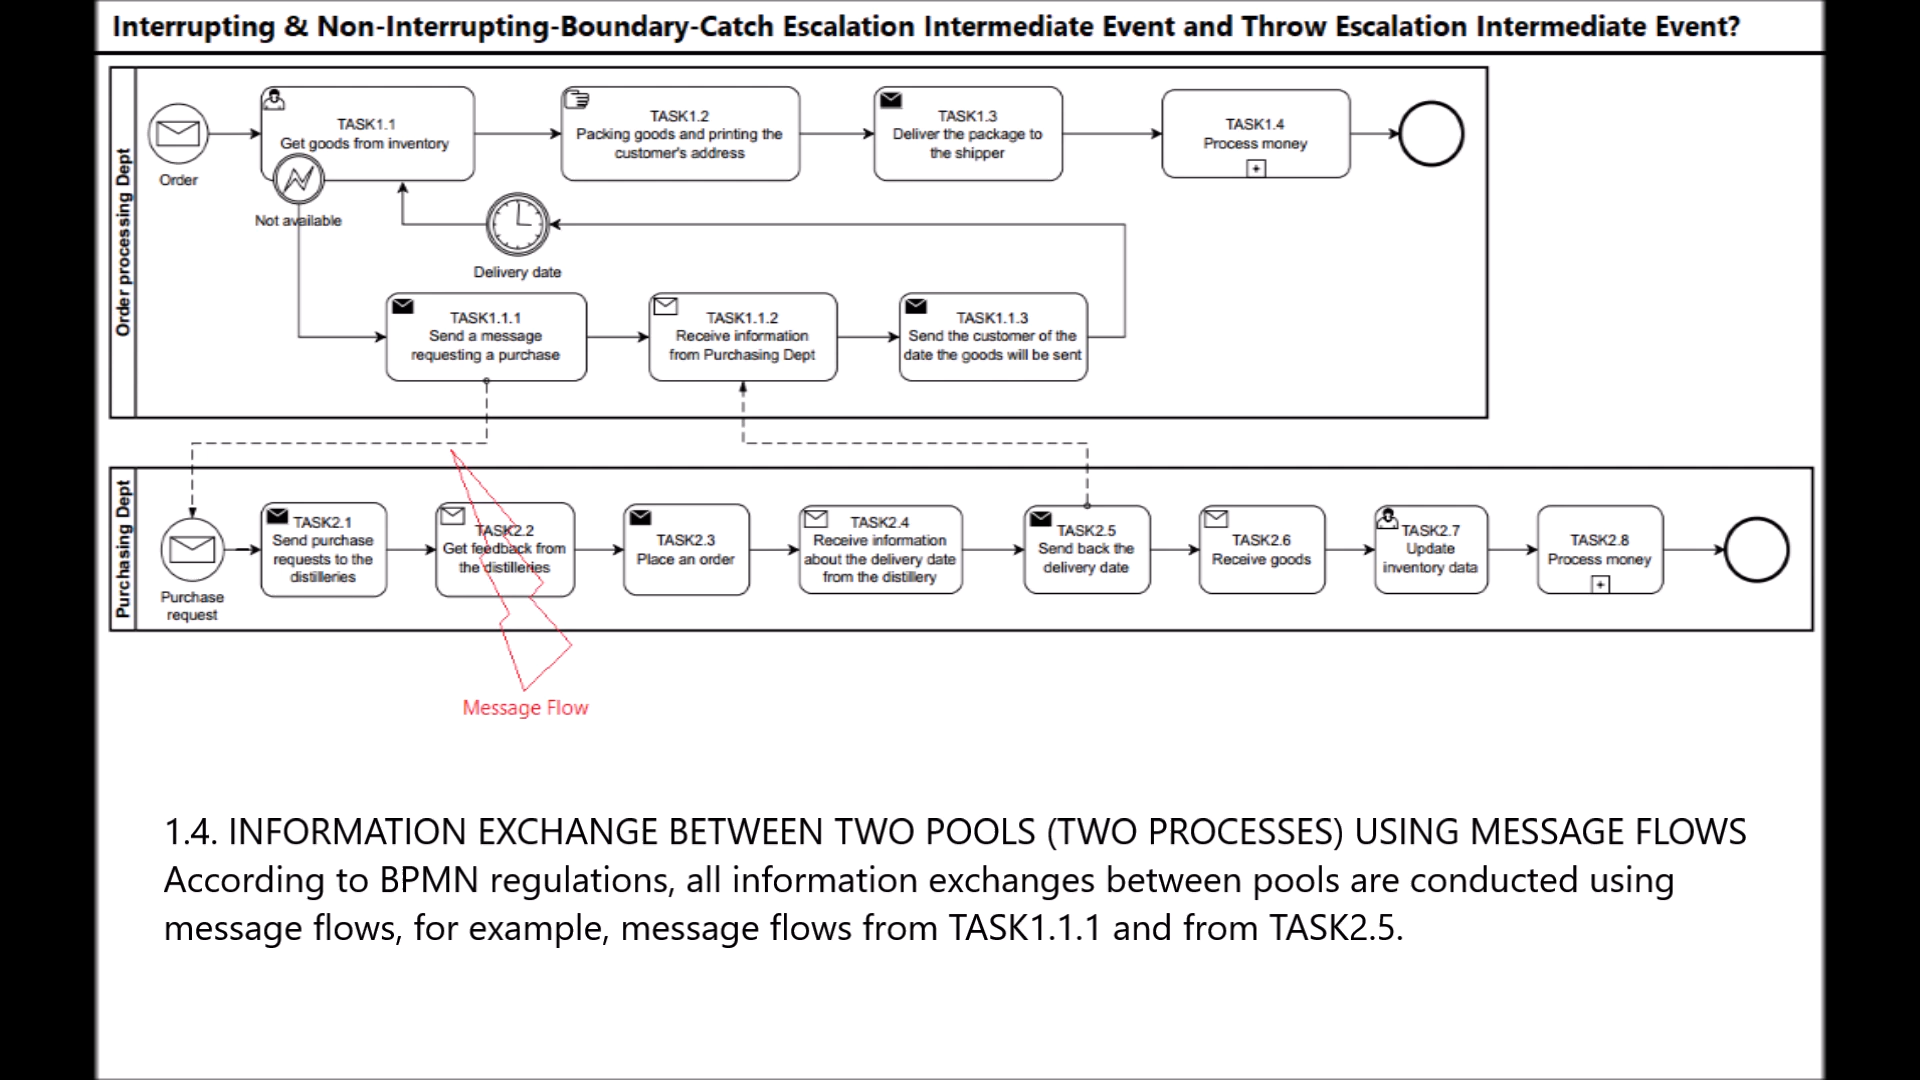 Interrupting & Non-Interrupting-Boundary-Catch Escalation Intermediate Event and Throw Escalation Intermediate Event?
Order processing Dept
Order
TASK1.1
Get goods from inventory
Not available
TASK1.2
Packing goods and printing the
customer's address
TASK1.3
Deliver the package to
the shipper
TASK1.4
Process money
Delivery date
TASK1.1.1
Send a message
requesting a purchase
TASK1.1.2
Receive information
from Purchasing Dept
TASK1.1.3
Send the customer of the
date the goods will be sent
Purchasing Dept
Purchase
request
TASK2.1
Send purchase
requests to the
distilleries
TASK2.2
Get feedback from
the distilleries
TASK2.3
Place an order
TASK2.4
Receive information
about the delivery date
from the distillery
TASK2.5
Send back the
delivery date
TASK2.6
Receive goods
TASK2.7
Update
inventory data
TASK2.8
Process money
Message Flow
1.4. INFORMATION EXCHANGE BETWEEN TWO POOLS (TWO PROCESSES) USING MESSAGE FLOWS
According to BPMN regulations, all information exchanges between pools are conducted using
message flows, for example, message flows from TASK1.1.1 and from TASK2.5.